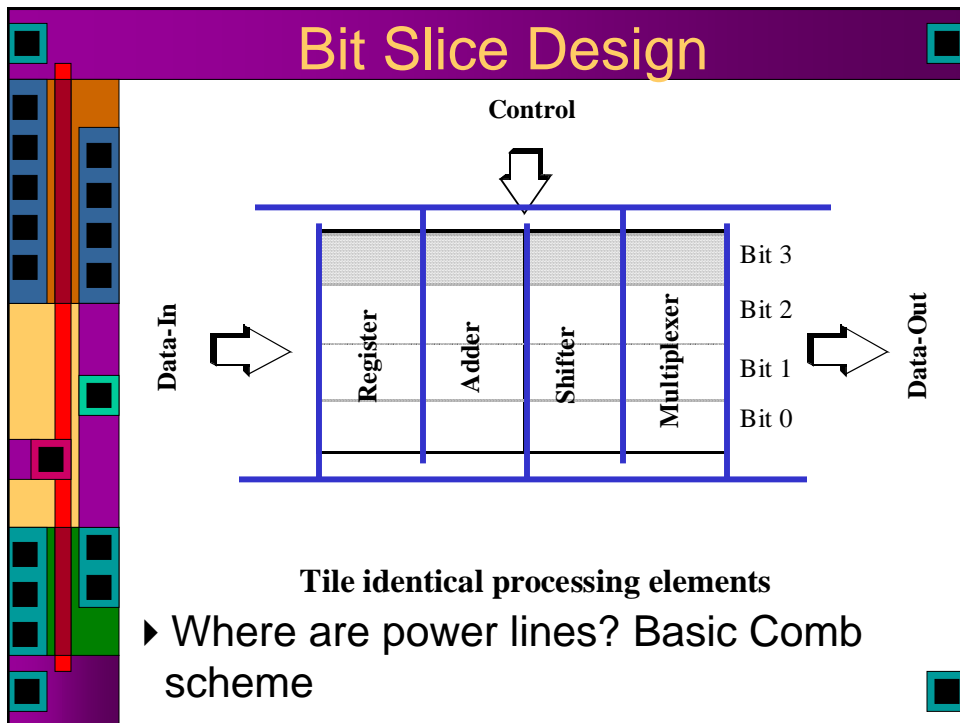 Bit Slice Design
Control
Bit 3
Bit 2
Bit 1
Bit 0
Data-In
Register
Adder
Shifter
Multiplexer
Data-Out
Tile identical processing elements
Where are power lines? Basic Comb
scheme